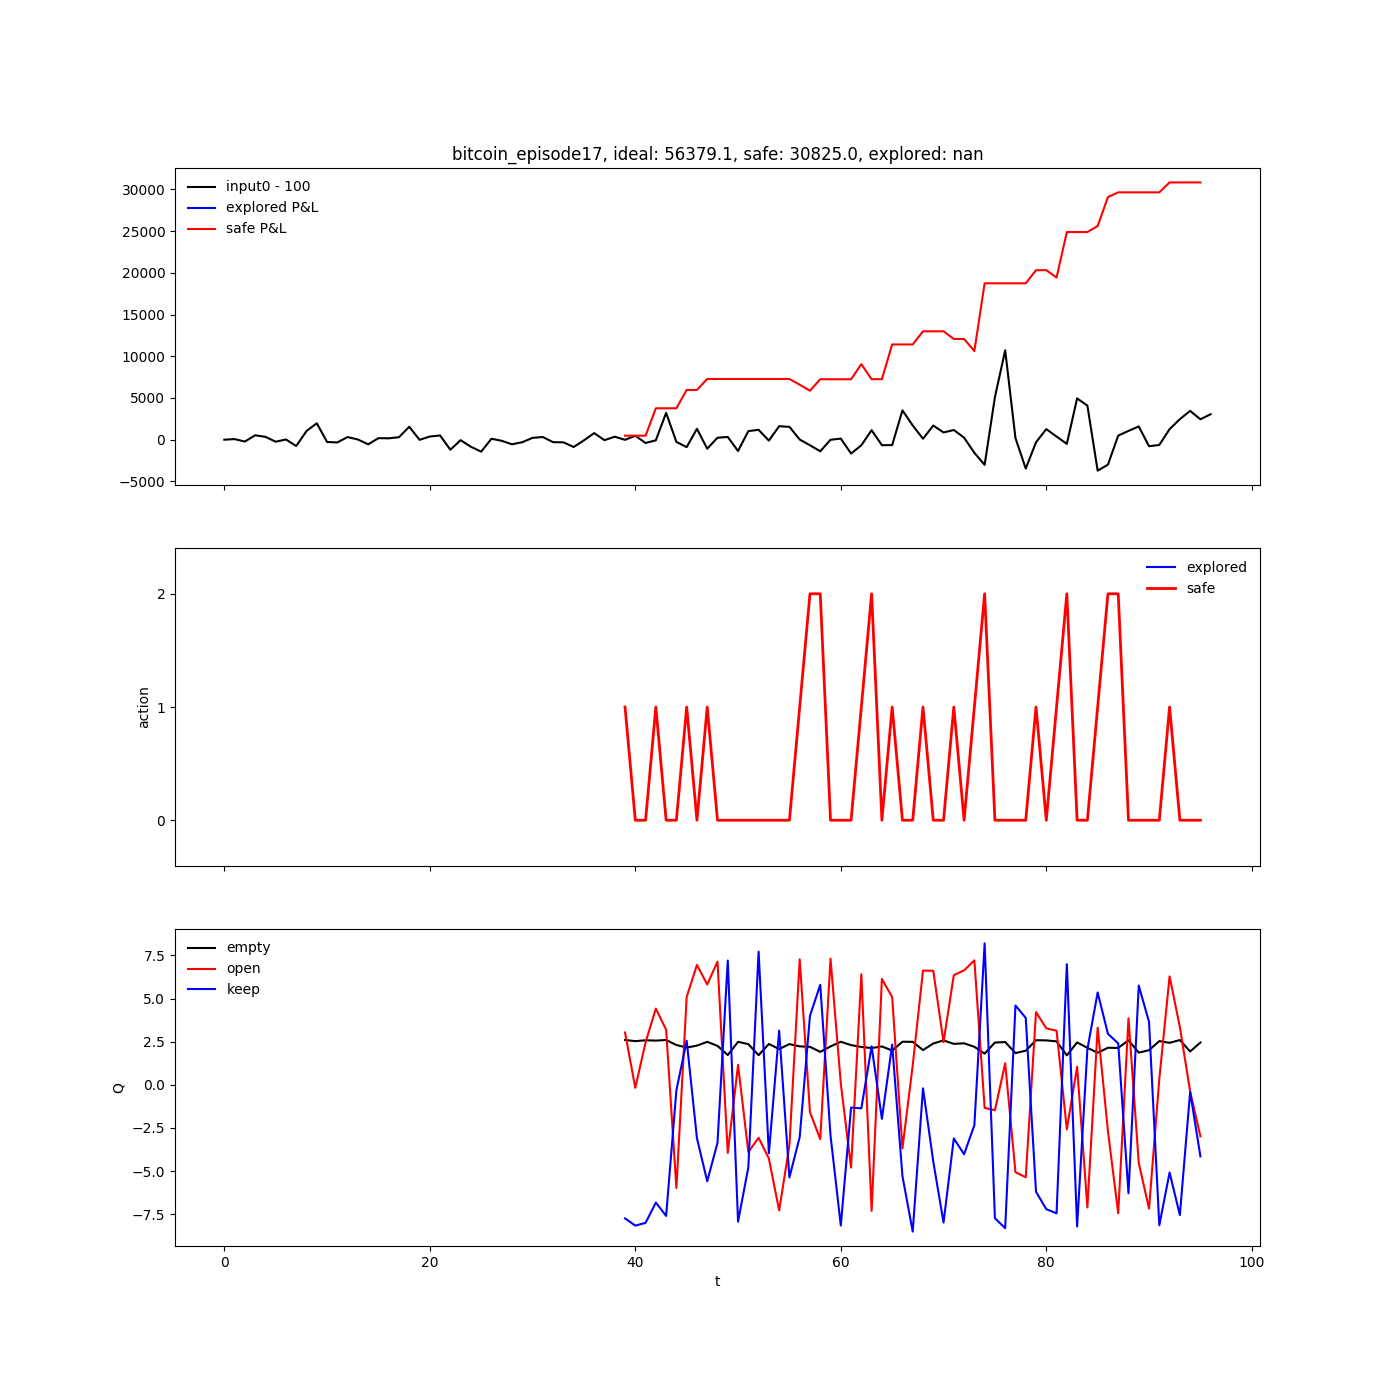 bitcoin_episode17, ideal: 56379.1, safe: 30825.0, explored: nan
input0 - 100
explored P&L
safe P&L
30000
25000
20000
15000
10000
5000
0
−5000
explored
safe
2
1
0
action
empty
open
keep
7.5
5.0
2.5
0.0
−2.5
−5.0
−7.5
Q
0 20 40 60 80 100
t